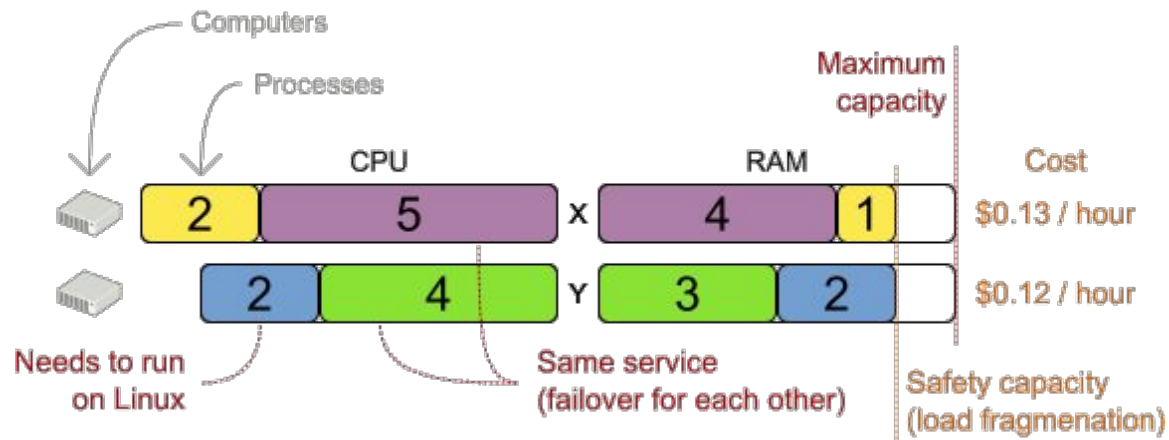 Computers
Processes
Maximum
capacity
CPU
RAM
Cost
2 5 X 4 1 $0.13 / hour
2 4 Y 3 2 $0.12 / hour
Needs to run
on Linux
Same service
(failover for each other)
Safety capacity
(load fragmenation)